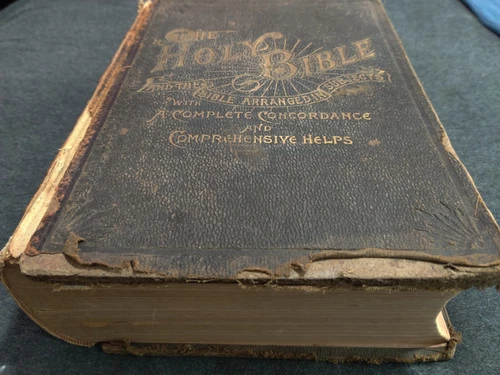 THE
HOLY BIBLE
AND THE BIBLE ARRANGED IN SUBJECTS
WITH
A COMPLETE CONCORDANCE
AND
COMPREHENSIVE HELPS